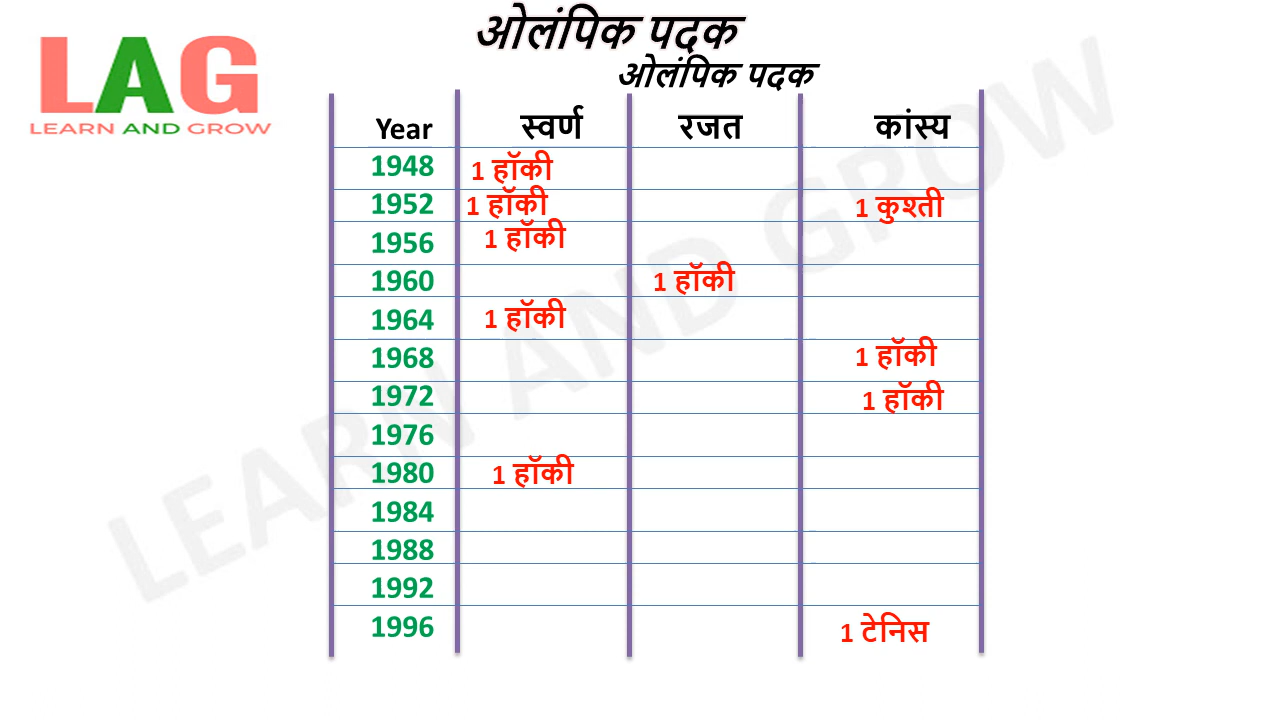 ओलंपिक पदक
ओलंपिक पदक
LAG
LEARN AND GROW
Year स्वर्ण रजत कांस्य
1948 1 हॉकी
1952 1 हॉकी 1 कुश्ती
1956 1 हॉकी
1960 1 हॉकी
1964 1 हॉकी
1968 1 हॉकी
1972 1 हॉकी
1976
1980 1 हॉकी
1984
1988
1992
1996 1 टेनिस
LEARN AND GROW